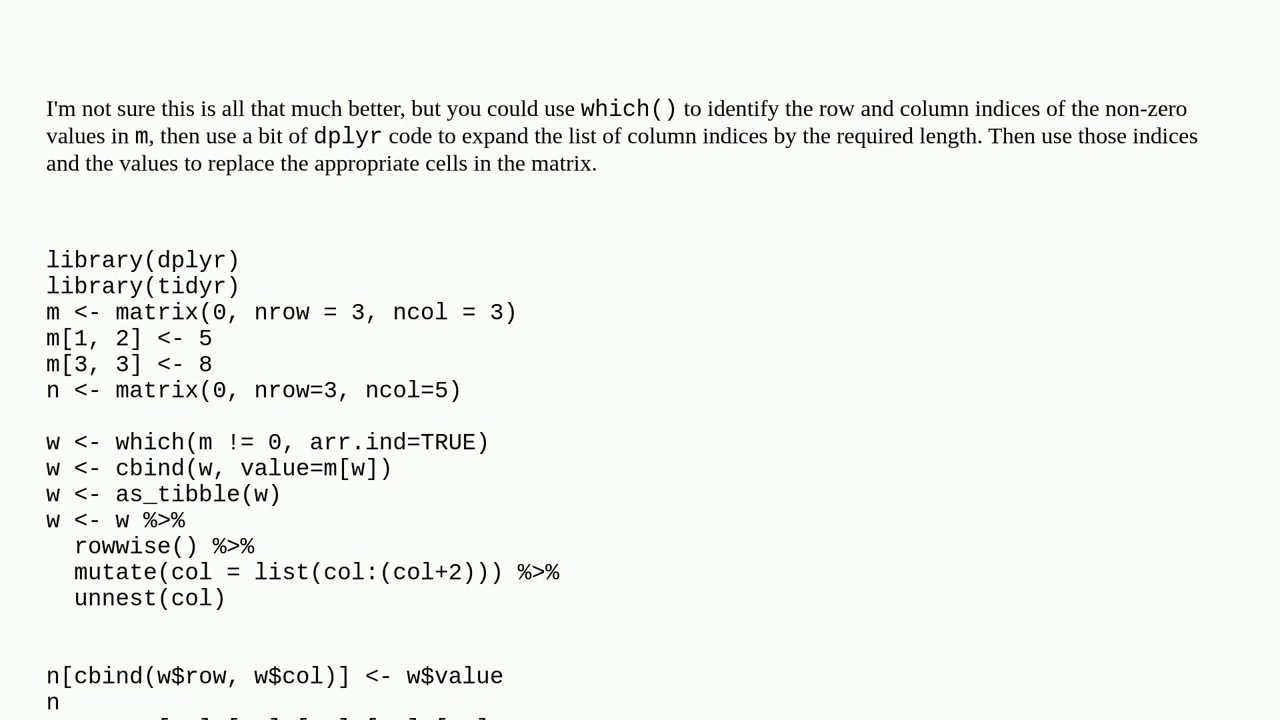 I'm not sure this is all that much better, but you could use which() to identify the row and column indices of the non-zero
values in m, then use a bit of dplyr code to expand the list of column indices by the required length. Then use those indices
and the values to replace the appropriate cells in the matrix.
library(dplyr)
library(tidyr)
m <- matrix(0, nrow = 3, ncol = 3)
m[1, 2] <- 5
m[3, 3] <- 8
n <- matrix(0, nrow=3, ncol=5)
w <- which(m != 0, arr.ind=TRUE)
w <- cbind(w, value=m[w])
w <- as_tibble(w)
w <- w %>%
  rowwise() %>%
  mutate(col = list(col:(col+2))) %>%
  unnest(col)
n[cbind(w$row, w$col)] <- w$value
n